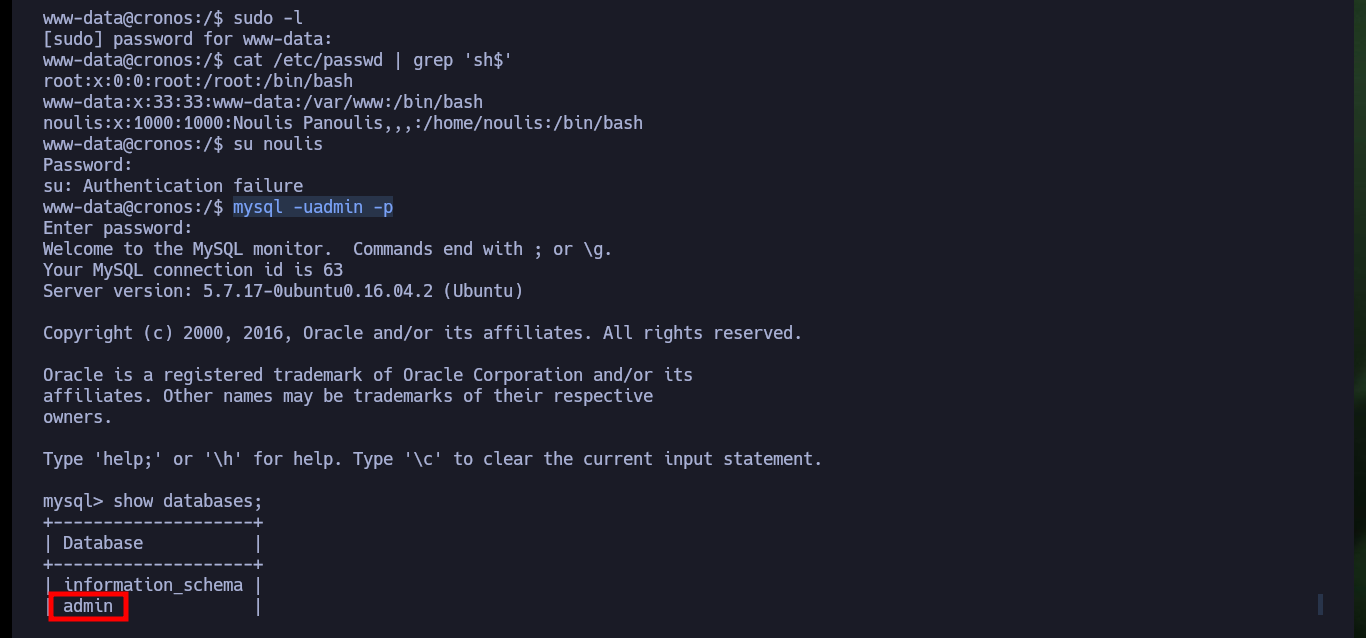 www-data@cronos:/$ sudo -l
[sudo] password for www-data:
www-data@cronos:/$ cat /etc/passwd | grep 'sh$'
root:x:0:0:root:/root:/bin/bash
www-data:x:33:33:www-data:/var/www:/bin/bash
noulis:x:1000:1000:Noulis Panoulis,,,:/home/noulis:/bin/bash
www-data@cronos:/$ su noulis
Password:
su: Authentication failure
www-data@cronos:/$ mysql -uadmin -p
Enter password:
Welcome to the MySQL monitor.  Commands end with ; or \g.
Your MySQL connection id is 63
Server version: 5.7.17-0ubuntu0.16.04.2 (Ubuntu)
Copyright (c) 2000, 2016, Oracle and/or its affiliates. All rights reserved.
Oracle is a registered trademark of Oracle Corporation and/or its
affiliates. Other names may be trademarks of their respective
owners.
Type 'help;' or '\h' for help. Type '\c' to clear the current input statement.
mysql> show databases;
+--------------------+
| Database           |
+--------------------+
| information_schema |
| admin              |